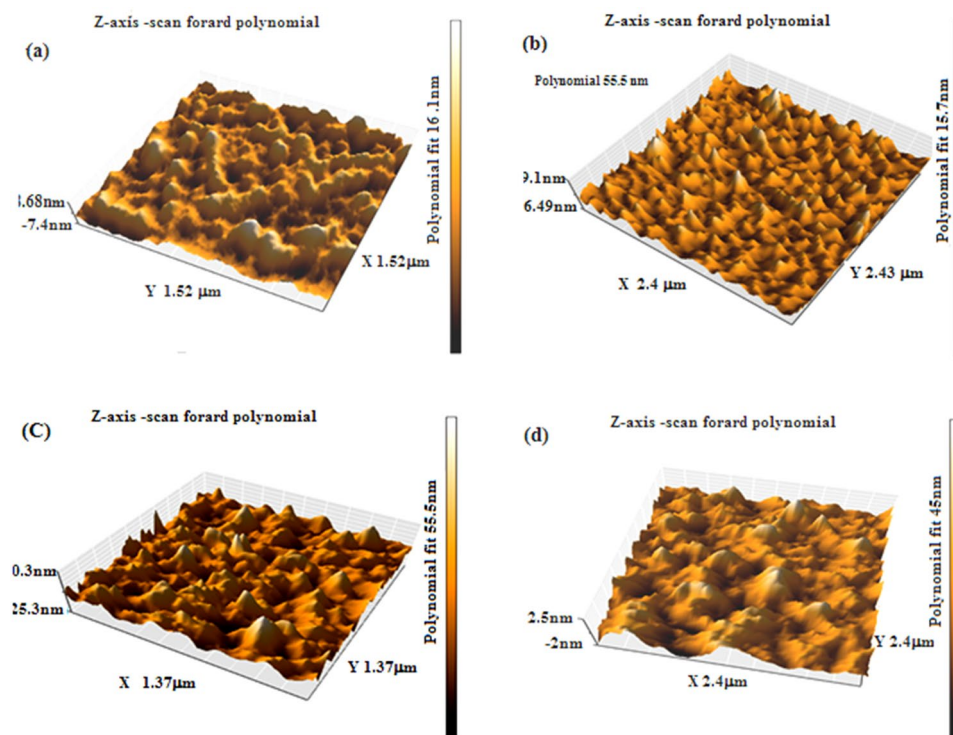 Z-axis -scan forard polynomial
(a)
Polynomial fit 16.1nm
.68nm
-7.4nm
X 1.52μm
Y 1.52 μm
Z-axis -scan forard polynomial
(b)
Polynomial 55.5 nm
Polynomial fit 15.7nm
9.1nm
6.49nm
X 2.4 μm
Y 2.43 μm
Z-axis -scan forard polynomial
(C)
Polynomial fit 55.5nm
0.3nm
25.3nm
X 1.37μm
Y 1.37μm
Z-axis -scan forard polynomial
(d)
Polynomial fit 45nm
2.5nm
-2nm
X 2.4μm
Y 2.4μm